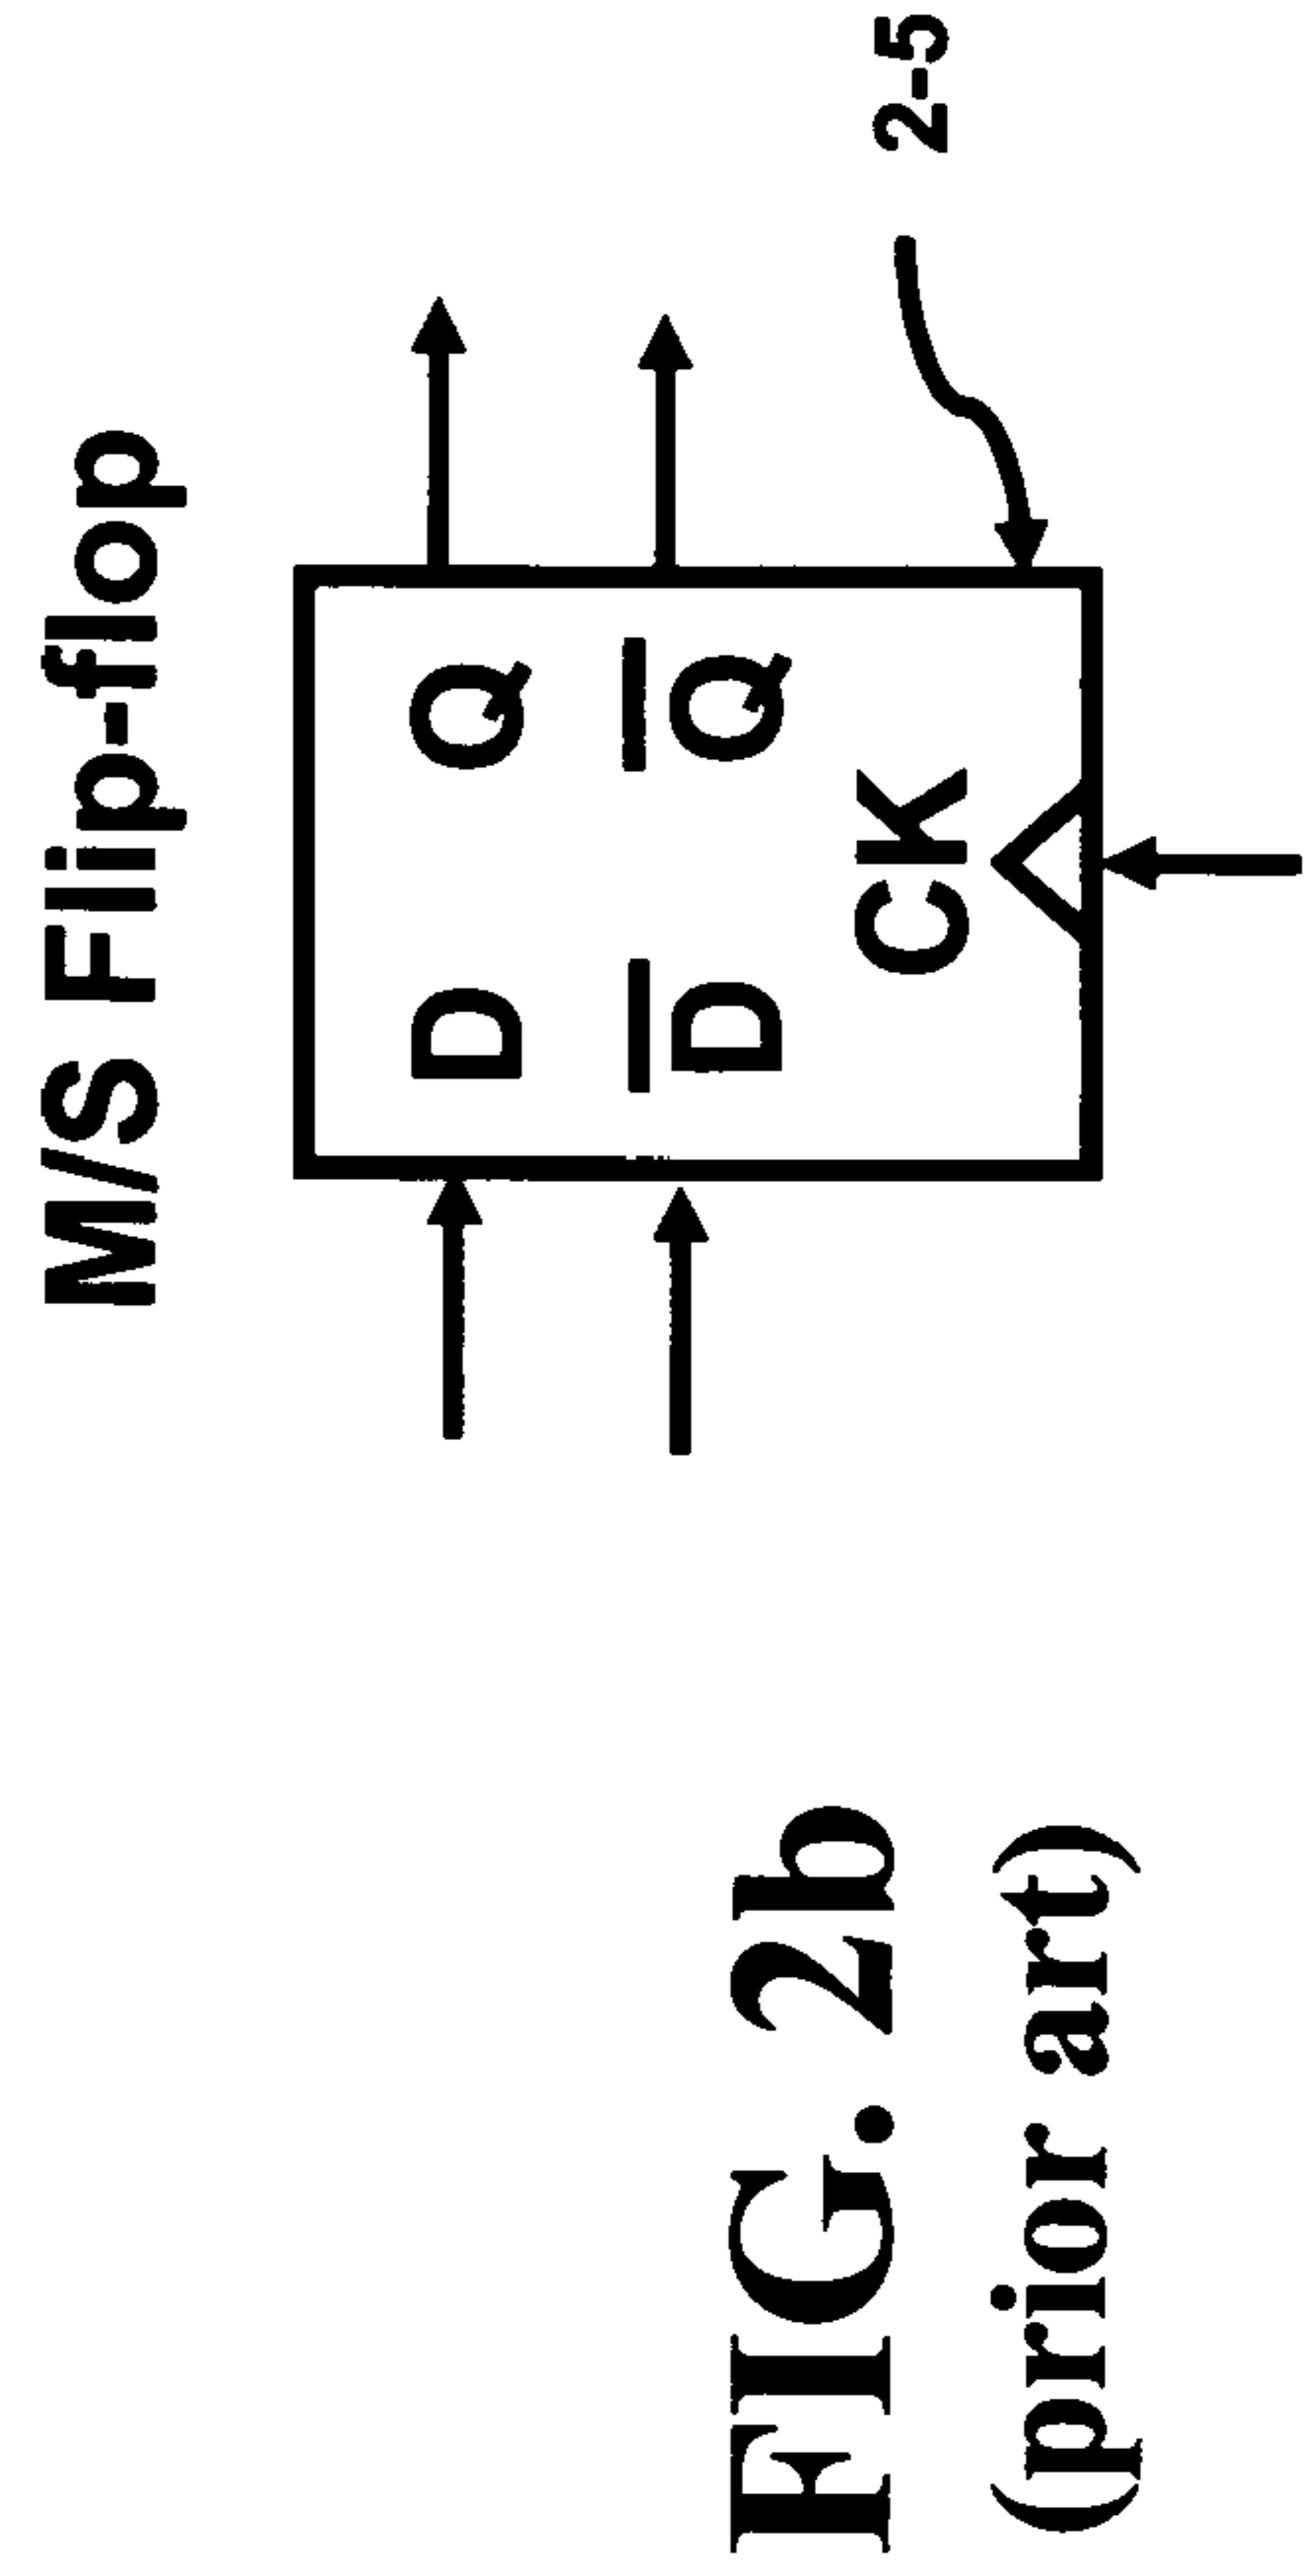 M/S Flip-flop
D Q
D̅ Q̅
CK
2-5
FIG. 2b
(prior art)